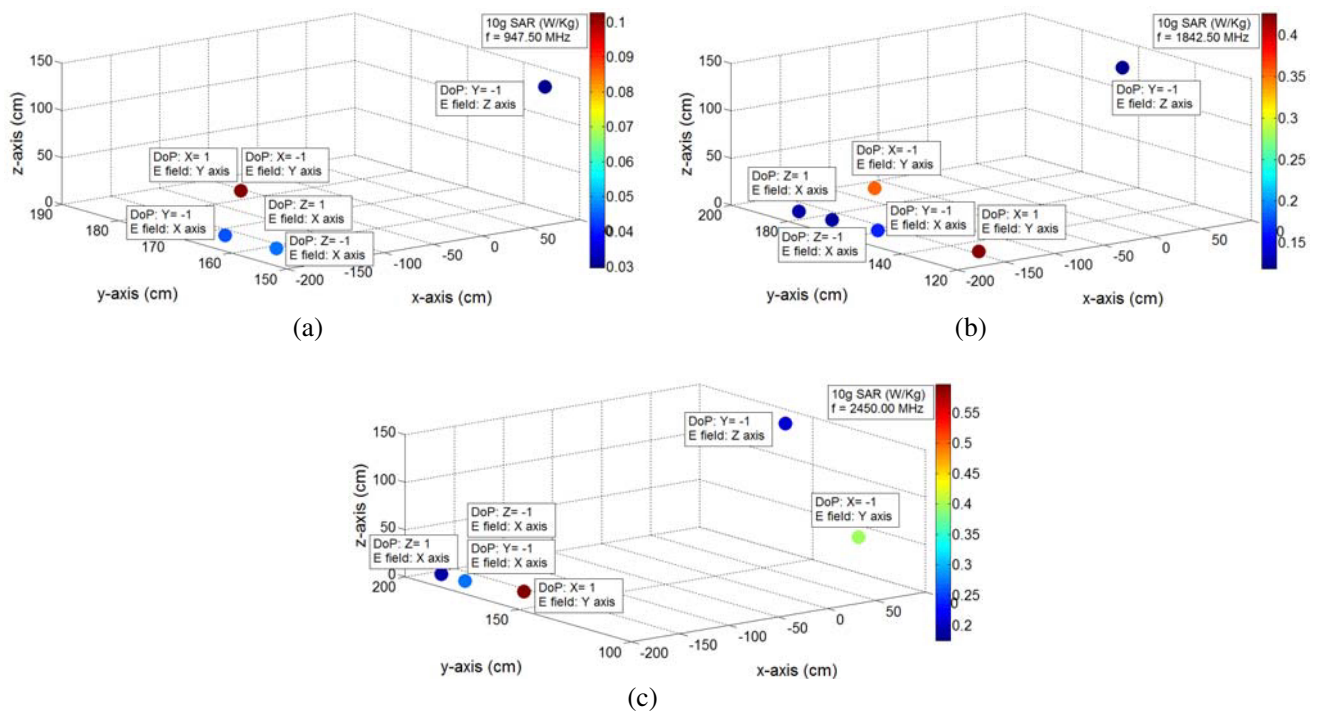 10g SAR (W/Kg)
f = 947.50 MHz
0.1
0.09
0.08
0.07
0.06
0.05
0.04
0.03
0
150
100
50
0
z-axis (cm)
190
180
170
160
150
y-axis (cm)
-200
-150
-100
-50
0
50
x-axis (cm)
DoP: Y= -1
E field: Z axis
DoP: X= 1
E field: Y axis
DoP: X= -1
E field: Y axis
DoP: Z= 1
E field: X axis
DoP: Y= -1
E field: X axis
DoP: Z= -1
E field: X axis
(a)
10g SAR (W/Kg)
f = 1842.50 MHz
0.4
0.35
0.3
0.25
0.2
0.15
0
150
100
50
0
z-axis (cm)
200
180
140
120
y-axis (cm)
-200
-150
-100
-50
0
50
x-axis (cm)
DoP: Y= -1
E field: Z axis
DoP: X= -1
E field: Y axis
DoP: Z= 1
E field: X axis
DoP: Y= -1
E field: X axis
DoP: X= 1
E field: Y axis
DoP: Z= -1
E field: X axis
(b)
10g SAR (W/Kg)
f = 2450.00 MHz
0.55
0.5
0.45
0.4
0.35
0.3
0.25
0.2
0
150
100
50
0
z-axis (cm)
200
150
100
y-axis (cm)
-200
-150
-100
-50
0
50
x-axis (cm)
DoP: Y= -1
E field: Z axis
DoP: X= -1
E field: Y axis
DoP: Z= -1
E field: X axis
DoP: Z= 1
E field: X axis
DoP: Y= -1
E field: X axis
DoP: X= 1
E field: Y axis
(c)